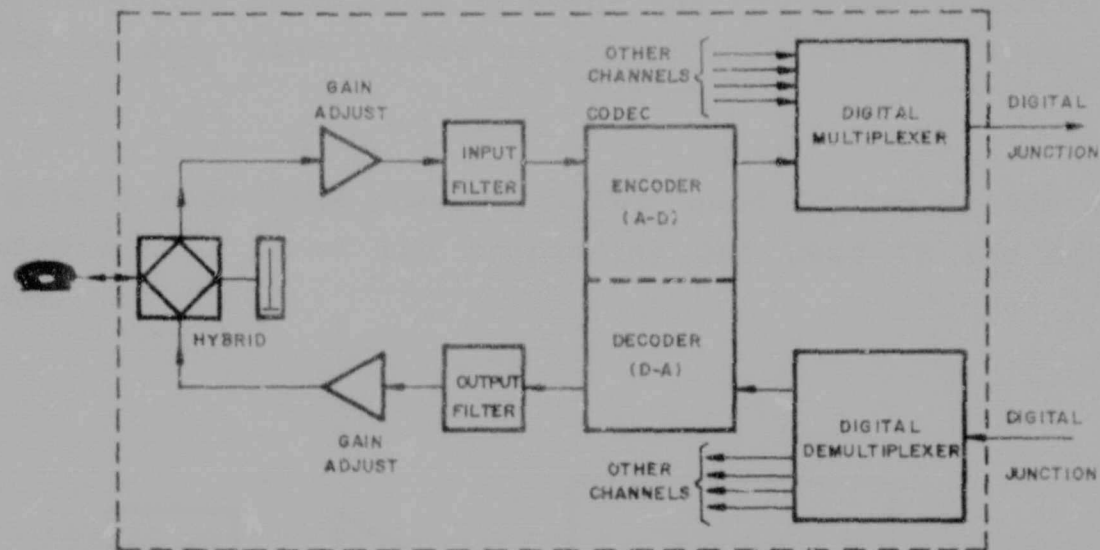 OTHER
CHANNELS
GAIN
ADJUST
CODEC
DIGITAL
MULTIPLEXER
DIGITAL
JUNCTION
INPUT
FILTER
ENCODER
(A-D)
HYBRID
DECODER
(D-A)
OUTPUT
FILTER
GAIN
ADJUST
DIGITAL
DEMULTIPLEXER
DIGITAL
JUNCTION
OTHER
CHANNELS